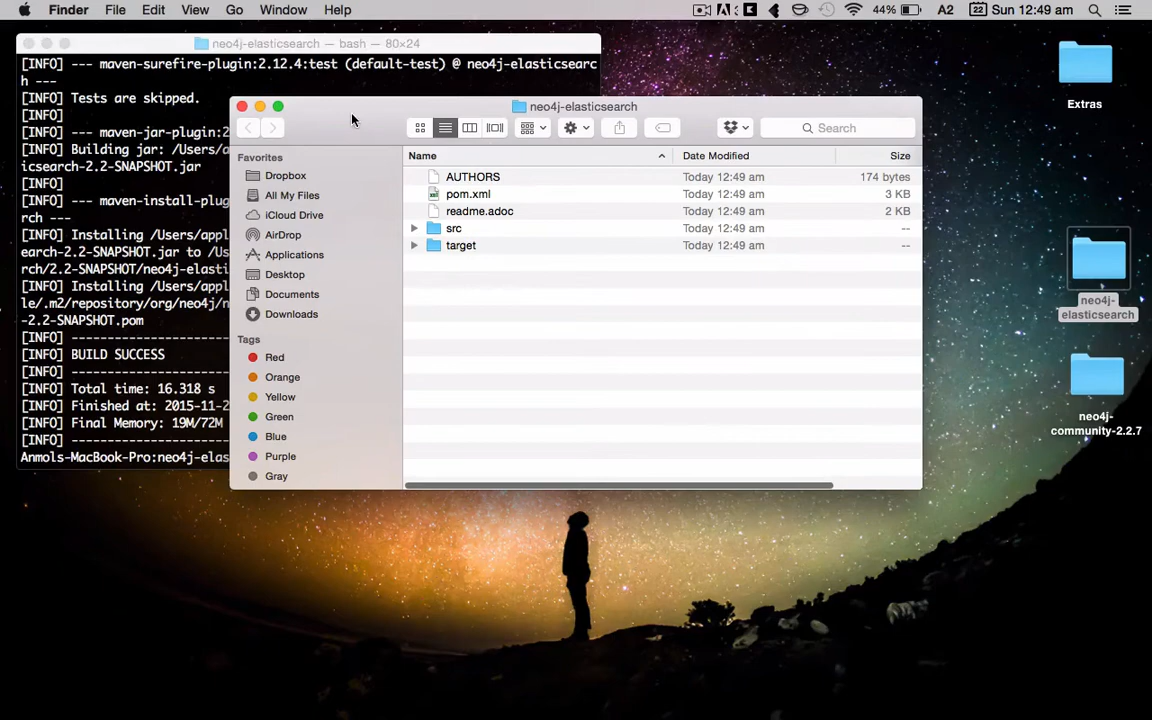 Finder File Edit View Go Window Help
44% A2 22 Sun 12:49 am
neo4j-elasticsearch — bash — 80×24
[INFO] --- maven-surefire-plugin:2.12.4:test (default-test) @ neo4j-elasticsearc
h ---
[INFO] Tests are skipped.
[INFO]
[INFO] --- maven-jar-plugin:2
[INFO] Building jar: /Users/a
icsearch-2.2-SNAPSHOT.jar
[INFO]
[INFO] --- maven-install-plug
rch ---
[INFO] Installing /Users/appl
earch-2.2-SNAPSHOT.jar to /Us
rch/2.2-SNAPSHOT/neo4j-elasti
[INFO] Installing /Users/appl
le/.m2/repository/org/neo4j/n
-2.2-SNAPSHOT.pom
[INFO] ----------------------
[INFO] BUILD SUCCESS
[INFO] ----------------------
[INFO] Total time: 16.318 s
[INFO] Finished at: 2015-11-2
[INFO] Final Memory: 19M/72M
[INFO] ----------------------
Anmols-MacBook-Pro:neo4j-elas
neo4j-elasticsearch
Search
Favorites
Dropbox
All My Files
iCloud Drive
AirDrop
Applications
Desktop
Documents
Downloads
Tags
Red
Orange
Yellow
Green
Blue
Purple
Gray
Name Date Modified Size
AUTHORS Today 12:49 am 174 bytes
pom.xml Today 12:49 am 3 KB
readme.adoc Today 12:49 am 2 KB
src Today 12:49 am --
target Today 12:49 am --
Extras
neo4j-
elasticsearch
neo4j-
community-2.2.7